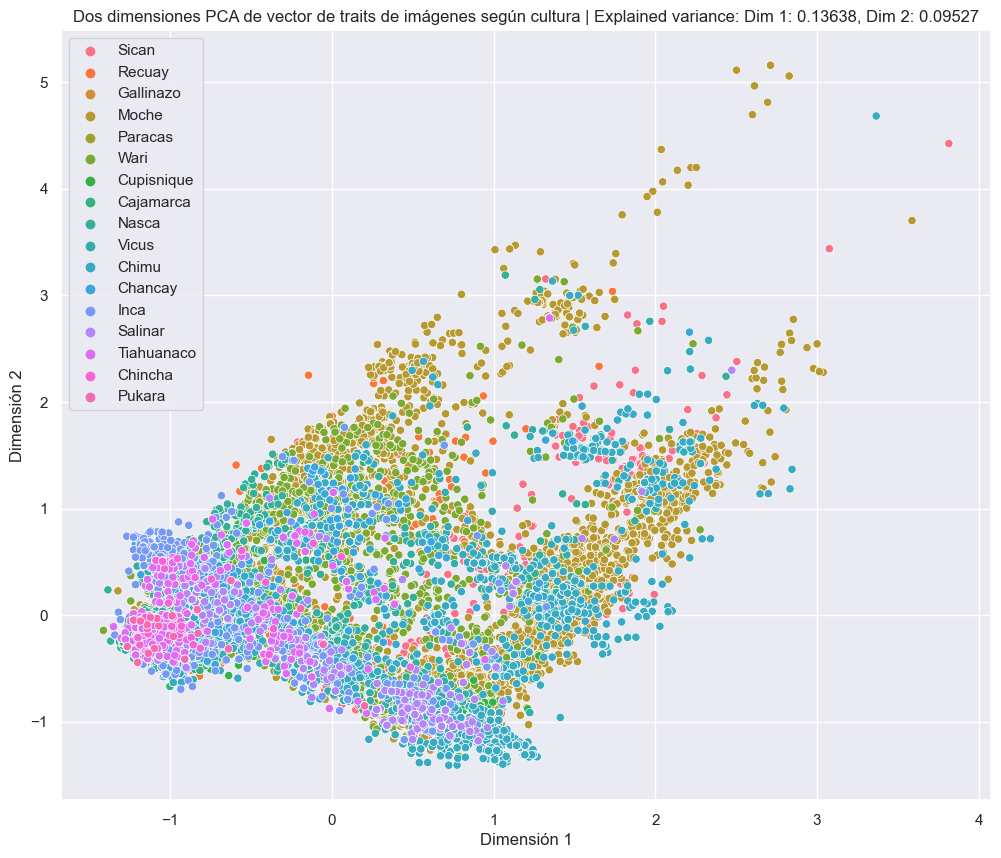 Dos dimensiones PCA de vector de traits de imágenes según cultura | Explained variance: Dim 1: 0.13638, Dim 2: 0.09527
Sican
Recuay
Gallinazo
Moche
Paracas
Wari
Cupisnique
Cajamarca
Nasca
Vicus
Chimu
Chancay
Inca
Salinar
Tiahuanaco
Chincha
Pukara
5
4
3
2
1
0
−1
Dimensión 2
−1 0 1 2 3 4
Dimensión 1